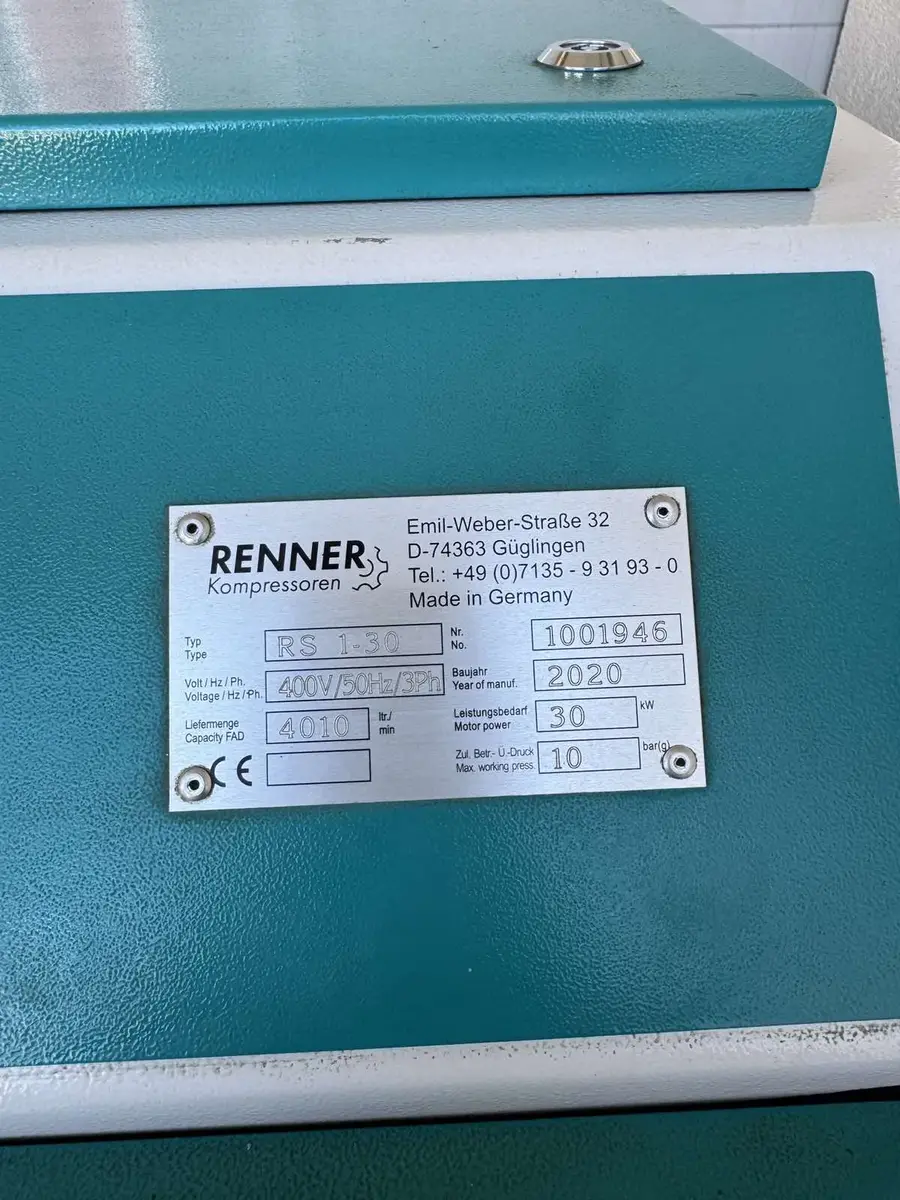 RENNER
Kompressoren
Emil-Weber-Straße 32
D-74363 Güglingen
Tel.: +49 (0)7135 - 9 31 93 - 0
Made in Germany
Typ
Type
RS 1-30
Nr.
No.
1001946
Volt / Hz / Ph.
Voltage / Hz / Ph.
400V/50Hz/3Ph
Baujahr
Year of manuf.
2020
Liefermenge
Capacity FAD
4010
ltr./
min
Leistungsbedarf
Motor power
30
kW
CE
Zul. Betr.- Ü.-Druck
Max. working press.
10
bar(g)